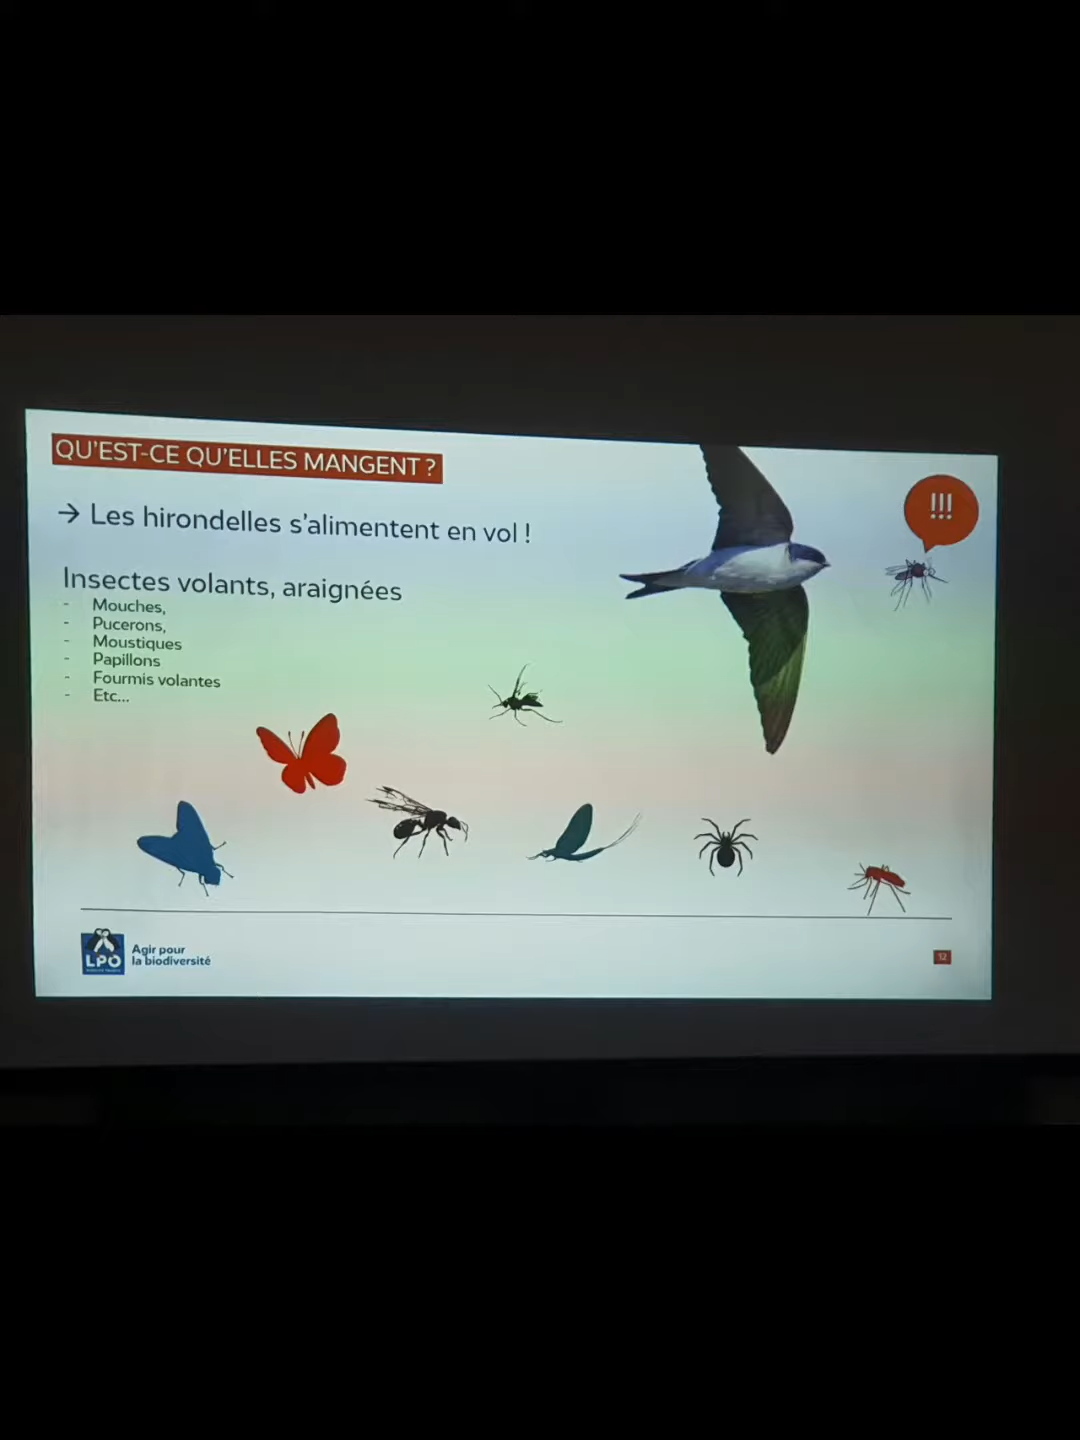 QU'EST-CE QU'ELLES MANGENT ?
!!!
→ Les hirondelles s'alimentent en vol !
Insectes volants, araignées
- Mouches,
- Pucerons,
- Moustiques
- Papillons
- Fourmis volantes
- Etc...
LPO
Agir pour
la biodiversité
12